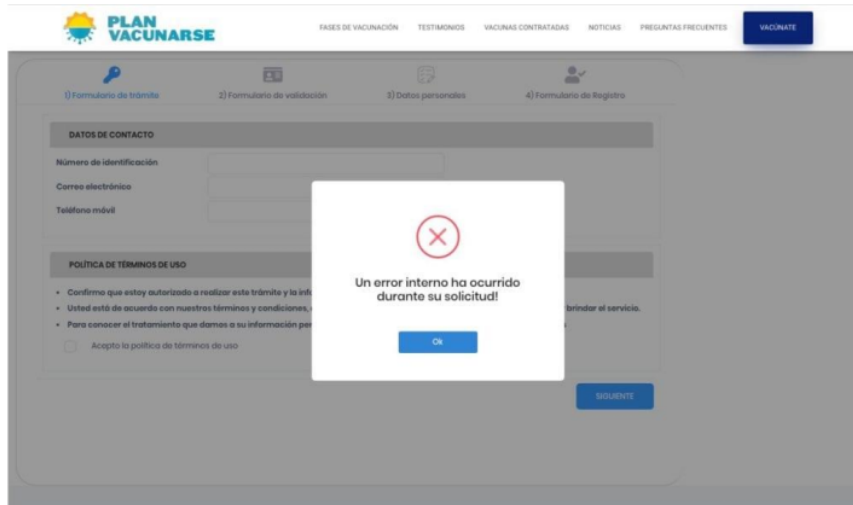 PLAN
VACUNARSE
FASES DE VACUNACIÓN TESTIMONIOS VACUNAS CONTRATADAS NOTICIAS PREGUNTAS FRECUENTES VACÚNATE
1) Formulario de trámite 2) Formulario de validación 3) Datos personales 4) Formulario de Registro
DATOS DE CONTACTO
Número de identificación
Correo electrónico
Teléfono móvil
Un error interno ha ocurrido
durante su solicitud!
Ok
POLÍTICA DE TÉRMINOS DE USO
Confirmo que estoy autorizado a realizar este trámite y la
Usted está de acuerdo con nuestros términos y condiciones, brindar el servicio.
Para conocer el tratamiento que damos a su información
Acepto la política de términos de uso
SIGUIENTE